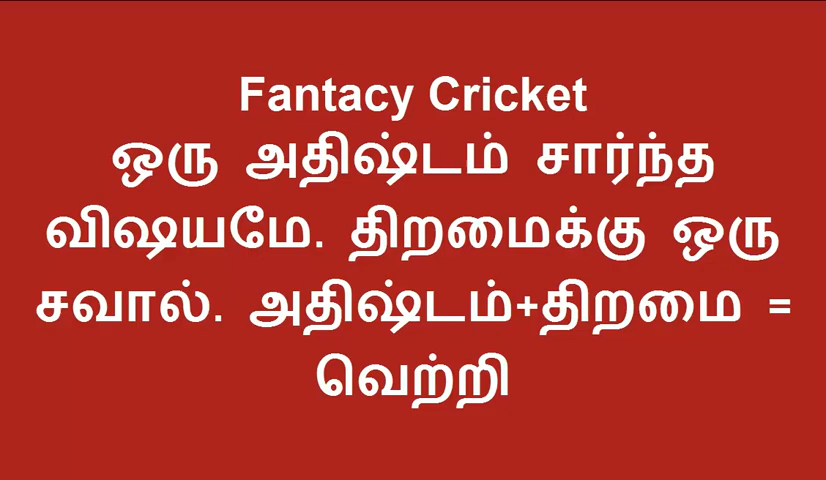 Fantacy Cricket
ஒரு அதிஷ்டம் சார்ந்த
விஷயமே. திறமைக்கு ஒரு
சவால். அதிஷ்டம்+திறமை =
வெற்றி